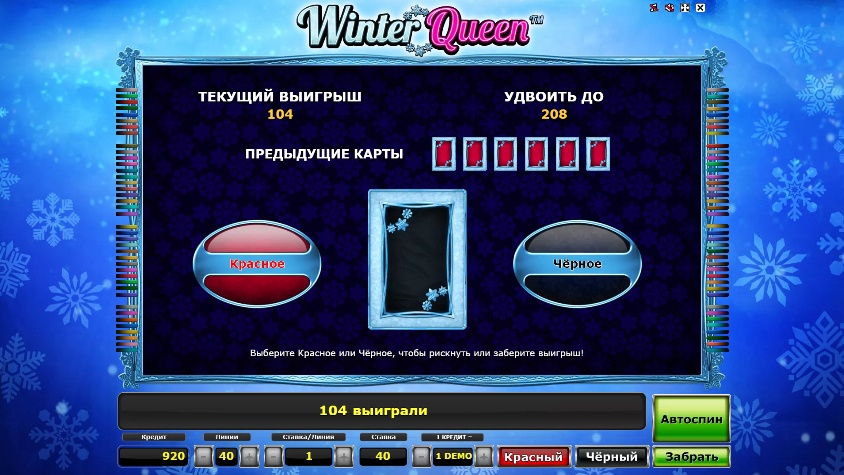 Winter Queen™
ТЕКУЩИЙ ВЫИГРЫШ
104
УДВОИТЬ ДО
208
ПРЕДЫДУЩИЕ КАРТЫ
Красное
Чёрное
Выберите Красное или Чёрное, чтобы рискнуть или заберите выигрыш!
104 выиграли
Автоспин
Кредит
Линии
Ставка/Линия
Ставка
1 КРЕДИТ =
920
- 40 +
- 1 +
40
- 1 DEMO +
Красный
Чёрный
Забрать